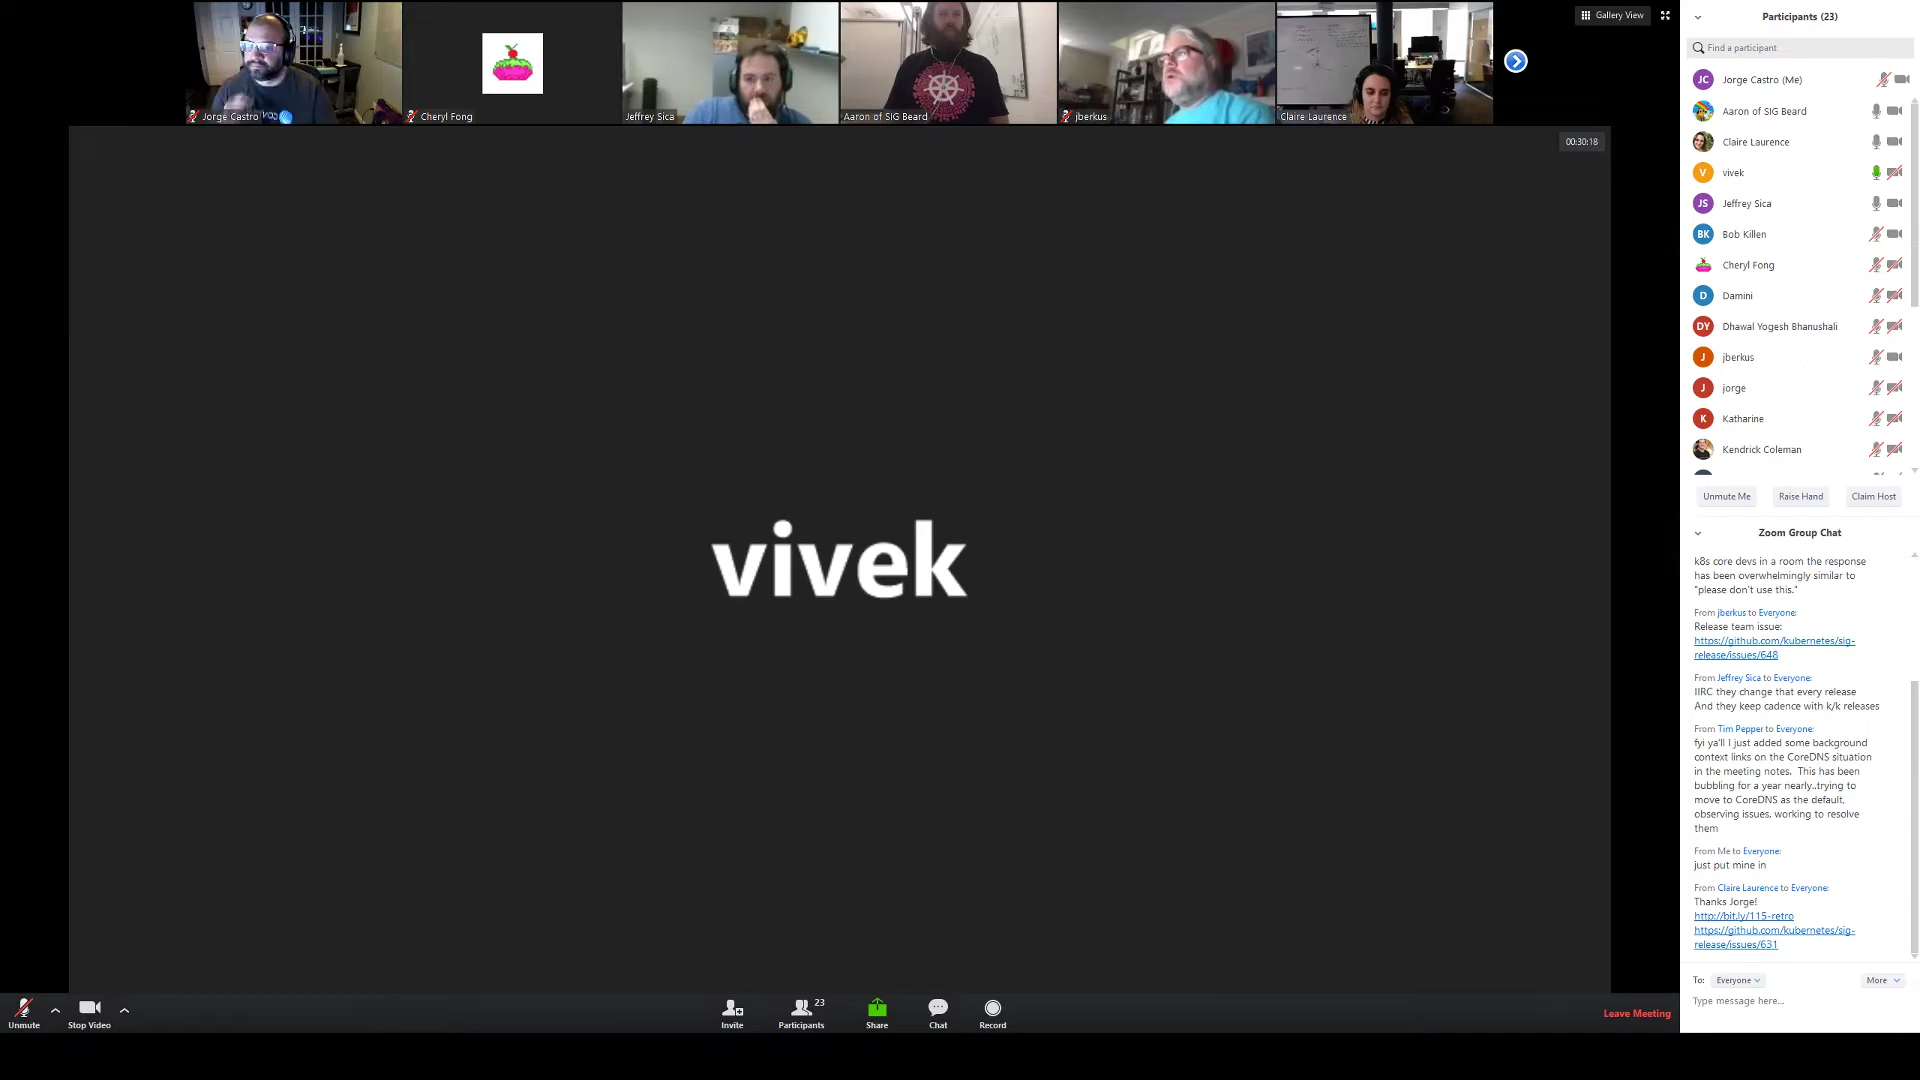 Jorge Castro
Cheryl Fong
Jeffrey Sica
Aaron of SIG Beard
jberkus
Claire Laurence
Gallery View
00:30:18
vivek
Unmute
Stop Video
Invite
23
Participants
Share
Chat
Record
Leave Meeting
Participants (23)
Find a participant
JC Jorge Castro (Me)
Aaron of SIG Beard
Claire Laurence
V vivek
JS Jeffrey Sica
BK Bob Killen
Cheryl Fong
D Damini
DY Dhawal Yogesh Bhanushali
J jberkus
J jorge
K Katharine
Kendrick Coleman
Unmute Me
Raise Hand
Claim Host
Zoom Group Chat
k8s core devs in a room the response
has been overwhelmingly similar to
"please don't use this."
From jberkus to Everyone:
Release team issue:
https://github.com/kubernetes/sig-
release/issues/648
From Jeffrey Sica to Everyone:
IIRC they change that every release
And they keep cadence with k/k releases
From Tim Pepper to Everyone:
fyi ya'll I just added some background
context links on the CoreDNS situation
in the meeting notes.  This has been
bubbling for a year nearly..trying to
move to CoreDNS as the default,
observing issues, working to resolve
them
From Me to Everyone:
just put mine in
From Claire Laurence to Everyone:
Thanks Jorge!
http://bit.ly/115-retro
https://github.com/kubernetes/sig-
release/issues/631
To: Everyone
More
Type message here...